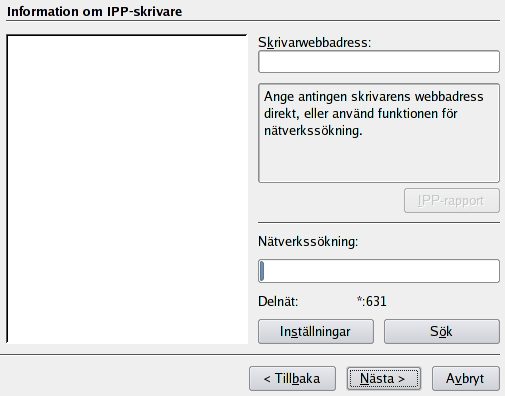 Information om IPP-skrivare
Skrivarwebbadress:
Ange antingen skrivarens webbadress
direkt, eller använd funktionen för
nätverkssökning.
IPP-rapport
Nätverkssökning:
Delnät: *:631
Inställningar Sök
< Tillbaka Nästa > Avbryt